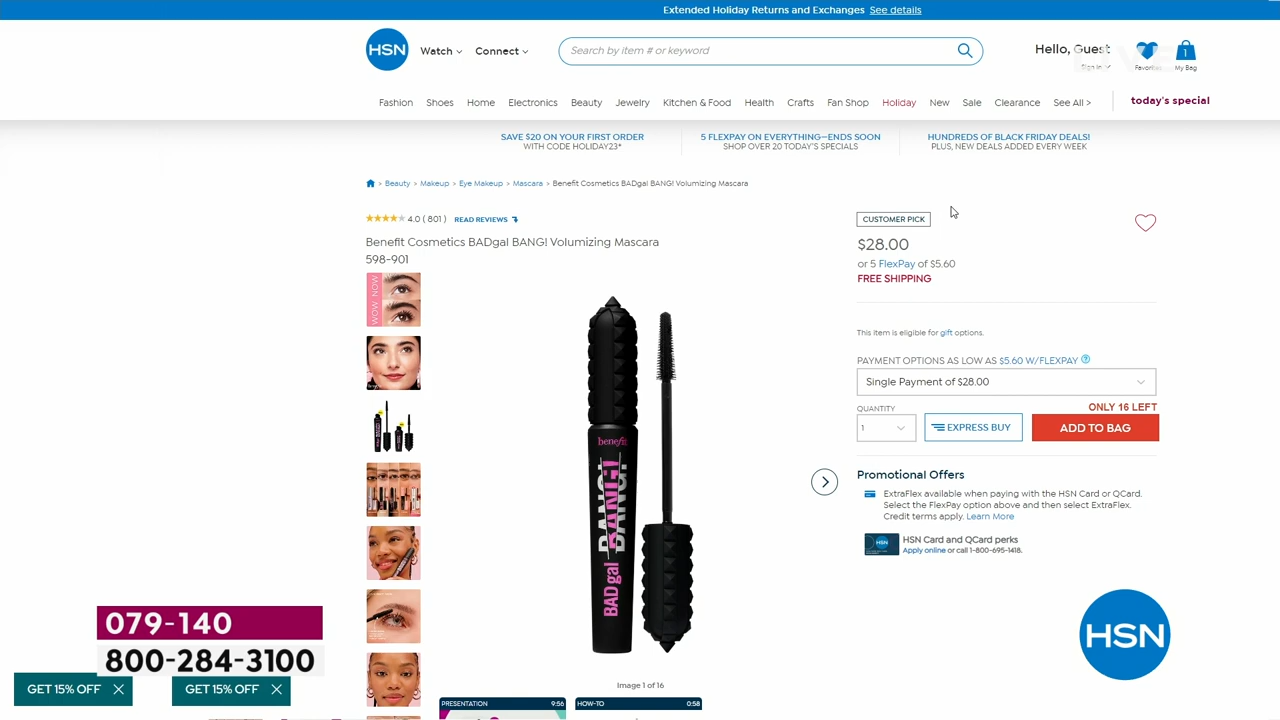 Extended Holiday Returns and Exchanges See details
HSN
Watch
Connect
Search by item # or keyword
Hello, Guest
Sign In
Favorites
1
My Bag
Fashion Shoes Home Electronics Beauty Jewelry Kitchen & Food Health Crafts Fan Shop Holiday New Sale Clearance See All >
today's special
SAVE $20 ON YOUR FIRST ORDER
WITH CODE HOLIDAY23*
5 FLEXPAY ON EVERYTHING—ENDS SOON
SHOP OVER 20 TODAY'S SPECIALS
HUNDREDS OF BLACK FRIDAY DEALS!
PLUS, NEW DEALS ADDED EVERY WEEK
> Beauty > Makeup > Eye Makeup > Mascara > Benefit Cosmetics BADgal BANG! Volumizing Mascara
4.0 ( 801 ) READ REVIEWS
Benefit Cosmetics BADgal BANG! Volumizing Mascara
598-901
WOW NOW
benefit
BADgal BANG!
BANG!
Image 1 of 16
PRESENTATION 9:56
HOW-TO 0:58
CUSTOMER PICK
$28.00
or 5 FlexPay of $5.60
FREE SHIPPING
This item is eligible for gift options.
PAYMENT OPTIONS AS LOW AS $5.60 W/FLEXPAY
Single Payment of $28.00
ONLY 16 LEFT
QUANTITY
1
EXPRESS BUY
ADD TO BAG
Promotional Offers
ExtraFlex available when paying with the HSN Card or QCard.
Select the FlexPay option above and then select ExtraFlex.
Credit terms apply. Learn More
HSN
HSN Card and QCard perks
Apply online or call 1-800-695-1418.
079-140
800-284-3100
GET 15% OFF
GET 15% OFF
HSN